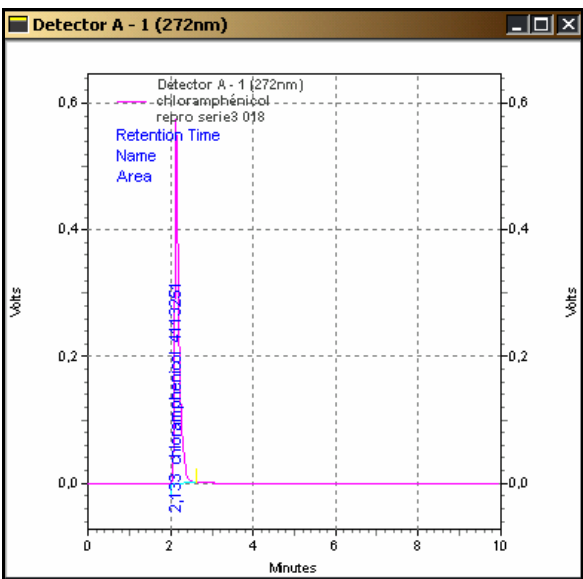 Detector A - 1 (272nm)
Detector A - 1 (272nm)
chloramphénicol
repro serie3 018
Retention Time
Name
Area
0,6
0,4
0,2
0,0
Volts
0,6
0,4
0,2
0,0
Volts
2,133 chloramphenicol 4113251
0
2
4
6
8
10
Minutes